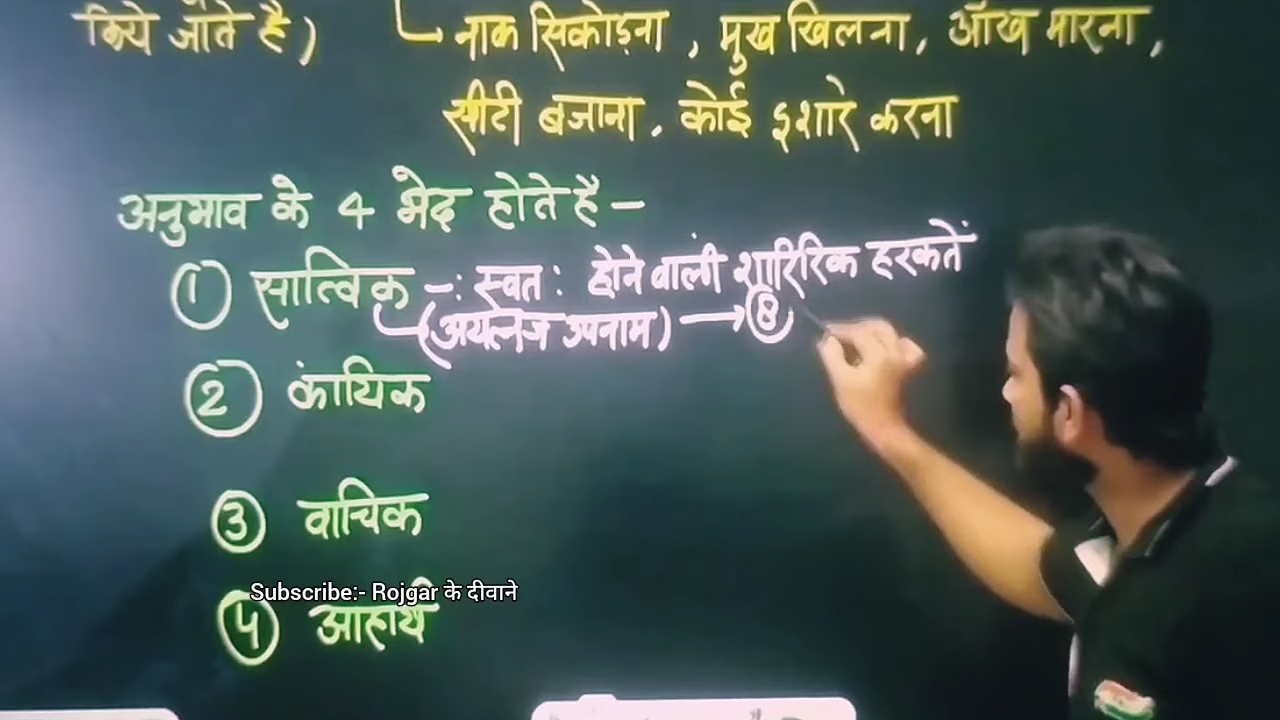 किये जाते है) ↳ नाक सिकोड़ना, मुख खिलना, आँख मारना,
सीटी बजाना, कोई इशारे करना
अनुभाव के 4 भेद होते है –
① सात्विक -: स्वत: होने वाली शारिरिक हरकतें
(अयत्नज उपनाम) → ⑧
② कायिक
③ वाचिक
④ आहार्य
Subscribe:- Rojgar के दीवाने